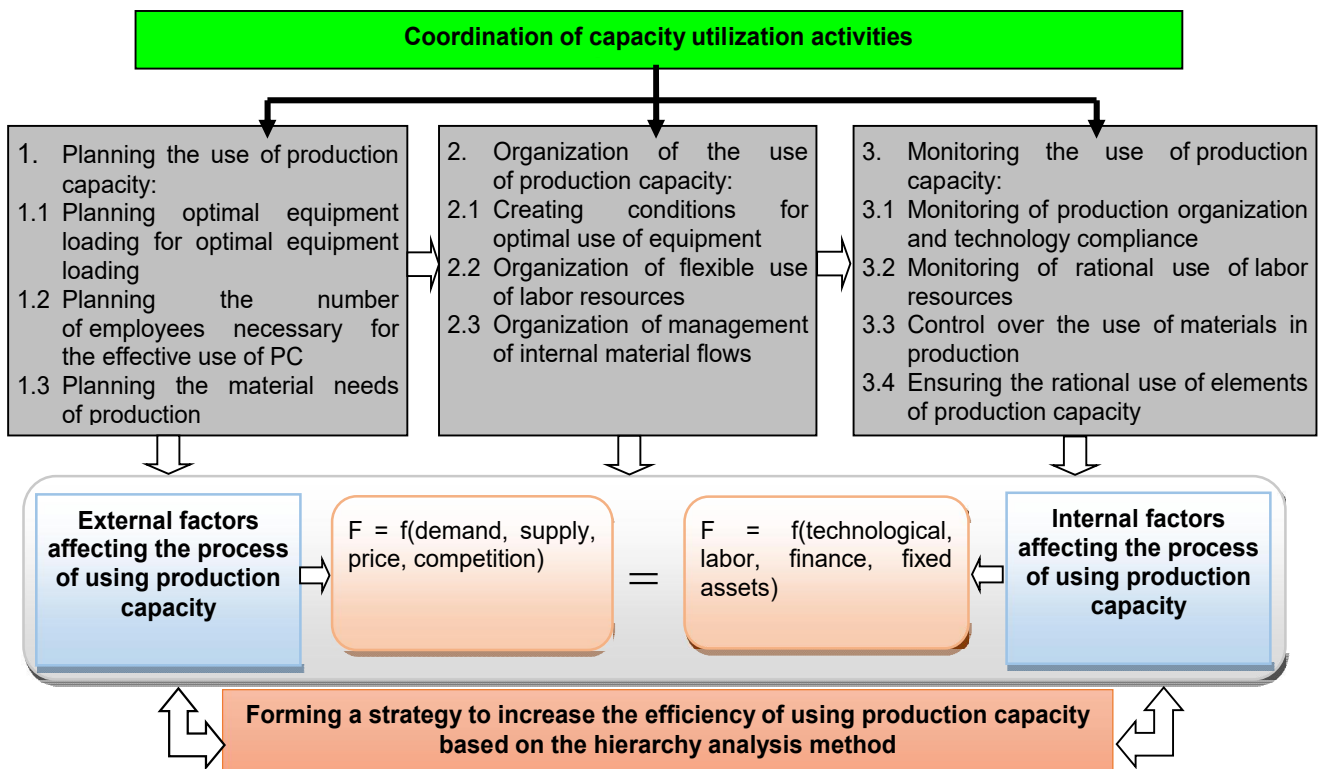 Coordination of capacity utilization activities
1. Planning the use of production
capacity:
1.1 Planning optimal equipment
loading for optimal equipment
loading
1.2 Planning the number
of employees necessary for
the effective use of PC
1.3 Planning the material needs
of production
2. Organization of the use
of production capacity:
2.1 Creating conditions for
optimal use of equipment
2.2 Organization of flexible use
of labor resources
2.3 Organization of management
of internal material flows
3. Monitoring the use of production
capacity:
3.1 Monitoring of production organization
and technology compliance
3.2 Monitoring of rational use of labor
resources
3.3 Control over the use of materials in
production
3.4 Ensuring the rational use of elements
of production capacity
External factors
affecting the process
of using production
capacity
F = f(demand, supply,
price, competition)
=
F = f(technological,
labor, finance, fixed
assets)
Internal factors
affecting the process
of using production
capacity
Forming a strategy to increase the efficiency of using production capacity
based on the hierarchy analysis method